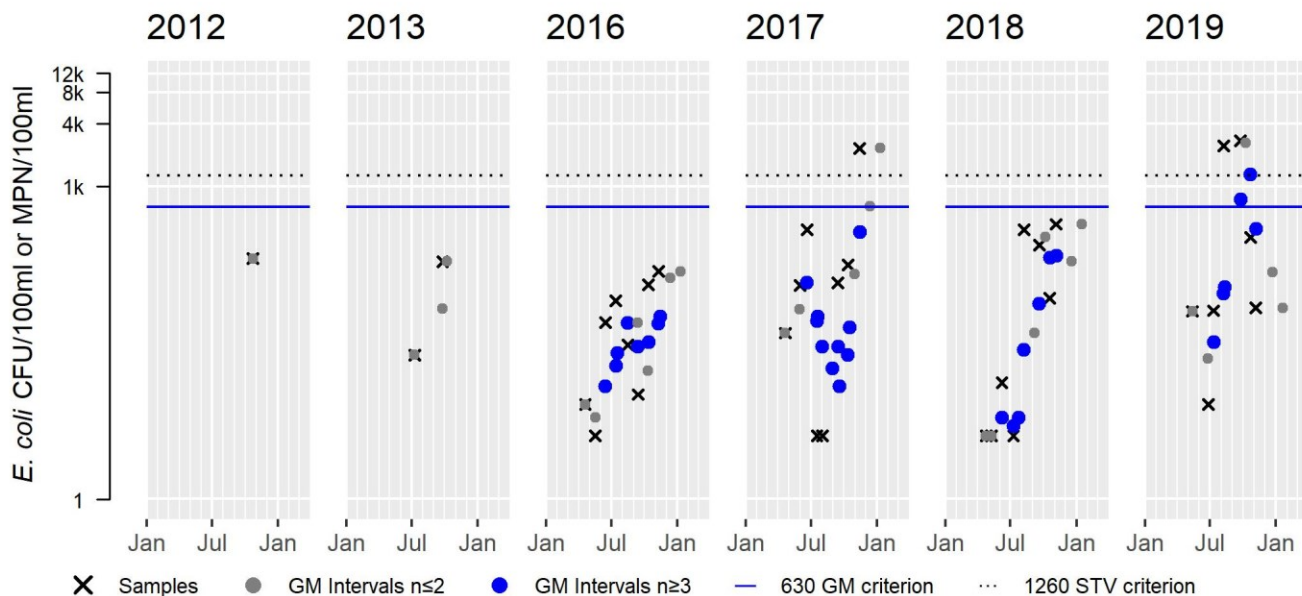 2012 2013 2016 2017 2018 2019
E. coli CFU/100ml or MPN/100ml
12k
8k
4k
1k
1
Jan Jul Jan Jan Jul Jan Jan Jul Jan Jan Jul Jan Jan Jul Jan Jan Jul Jan
Samples GM Intervals n≤2 GM Intervals n≥3 630 GM criterion 1260 STV criterion